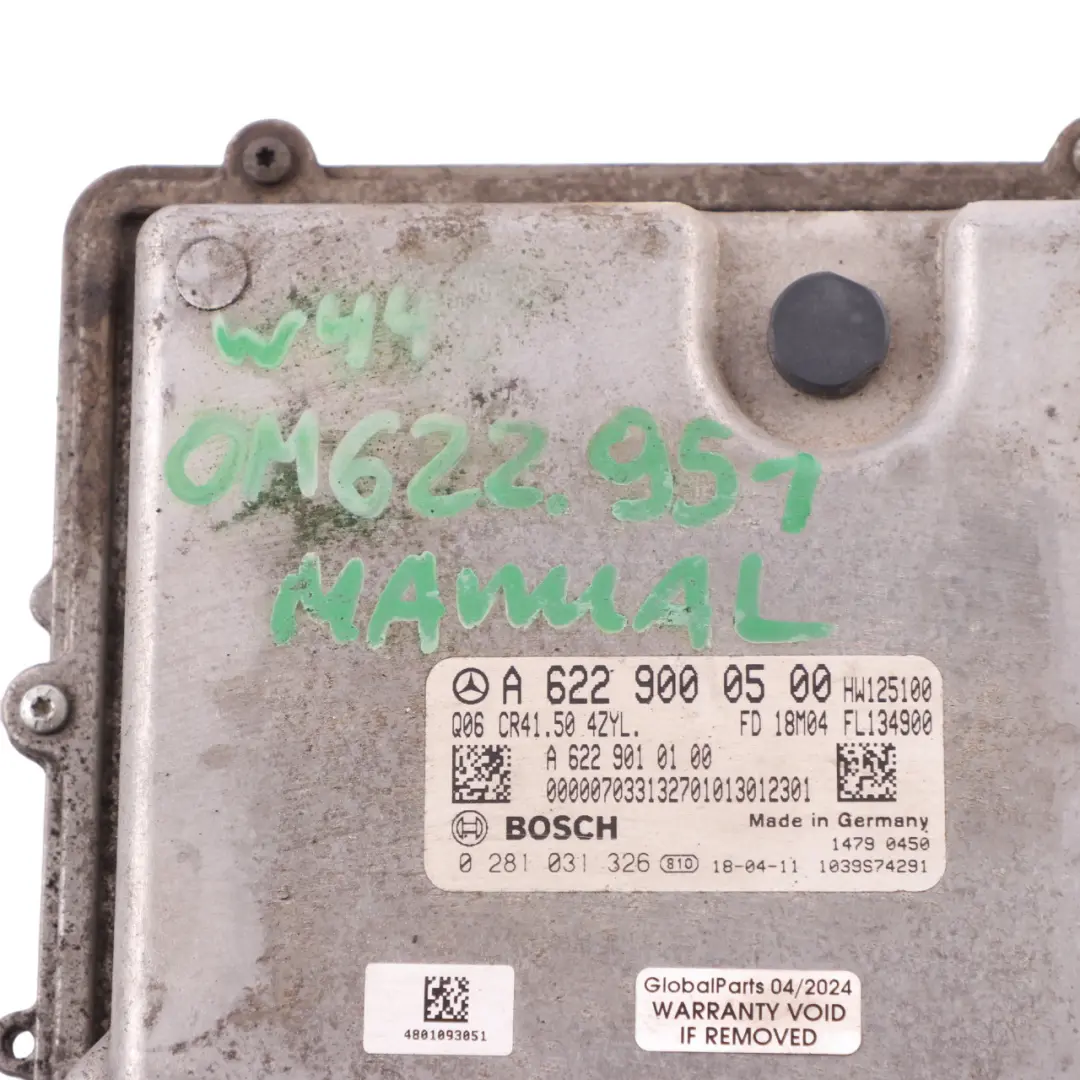 W44
OM622.951
MANUAL
A 622 900 05 00 HW125100
Q06 CR41.50 4ZYL. FD 18M04 FL134900
A 622 901 01 00
000007033132701013012301
BOSCH Made in Germany
1479 0450
0 281 031 326 810 18-04-11 1039S74291
4801093051
GlobalParts 04/2024
WARRANTY VOID
IF REMOVED